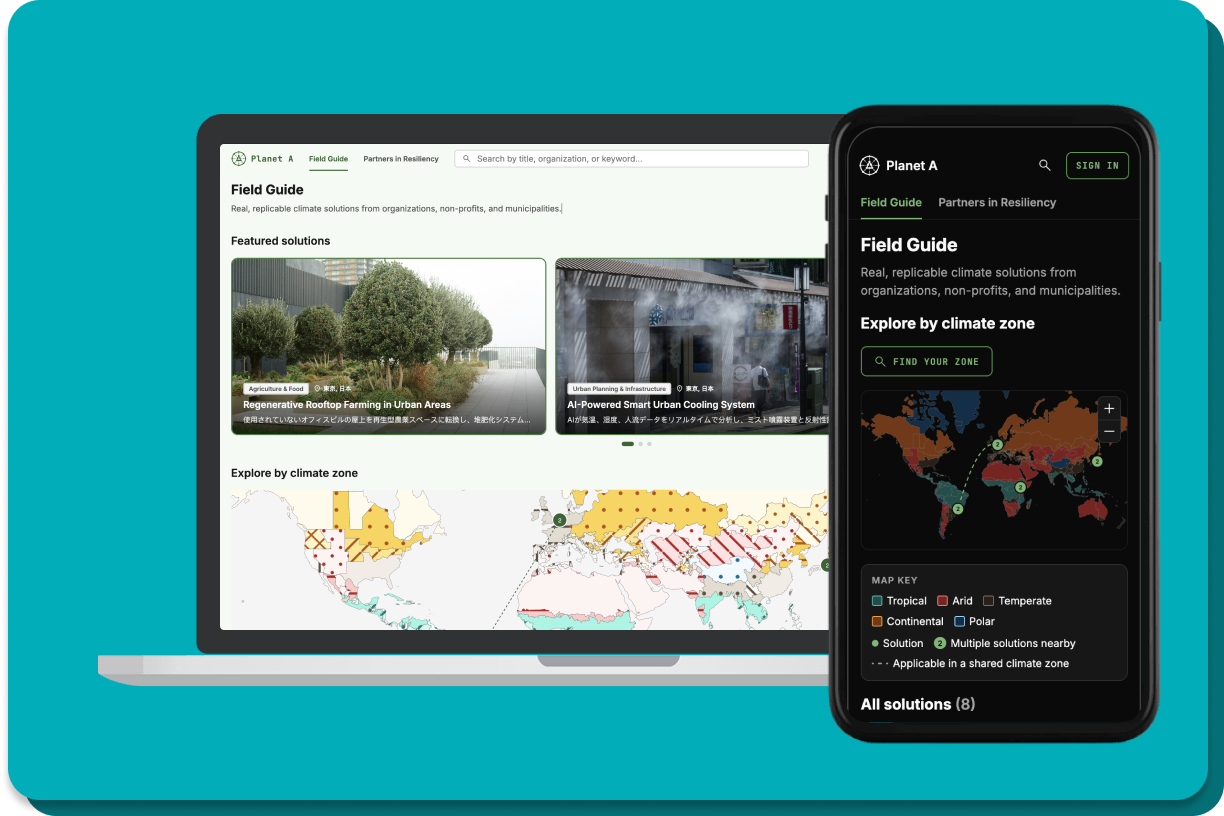 Planet A
Field Guide
Partners in Resiliency
Search by title, organization, or keyword...
Field Guide
Real, replicable climate solutions from organizations, non-profits, and municipalities.
Featured solutions
Agriculture & Food
東京, 日本
Regenerative Rooftop Farming in Urban Areas
使用されていないオフィスビルの屋上を再生型農業スペースに転換し、堆肥化システム...
Urban Planning & Infrastructure
東京, 日本
AI-Powered Smart Urban Cooling System
AIが気温、湿度、人流データをリアルタイムで分析し、ミスト噴霧装置と反射性
Explore by climate zone
2
2
Planet A
SIGN IN
Field Guide
Partners in Resiliency
Field Guide
Real, replicable climate solutions from
organizations, non-profits, and municipalities.
Explore by climate zone
FIND YOUR ZONE
+
−
2
2
2
2
MAP KEY
Tropical
Arid
Temperate
Continental
Polar
Solution
2
Multiple solutions nearby
Applicable in a shared climate zone
All solutions (8)